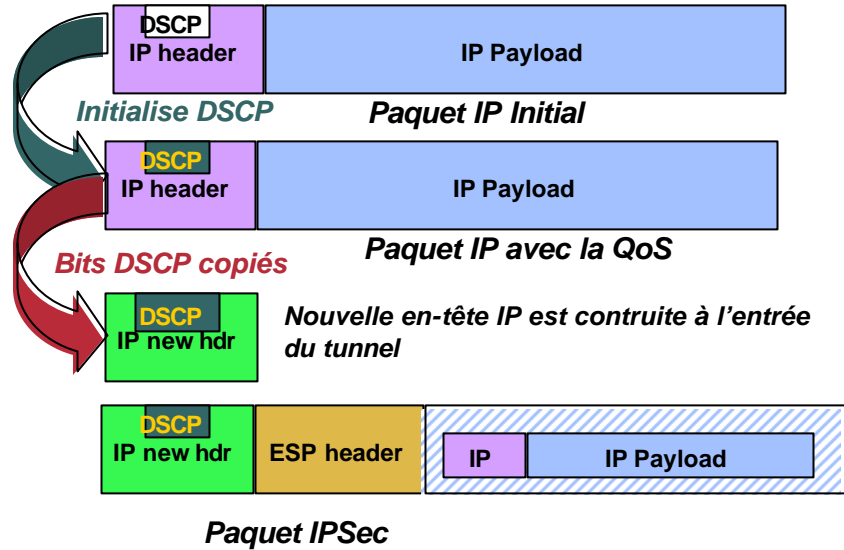 DSCP
IP header
IP Payload
Initialise DSCP
Paquet IP Initial
DSCP
IP header
IP Payload
Paquet IP avec la QoS
Bits DSCP copiés
DSCP
IP new hdr
Nouvelle en-tête IP est contruite à l’entrée
du tunnel
DSCP
IP new hdr
ESP header
IP
IP Payload
Paquet IPSec